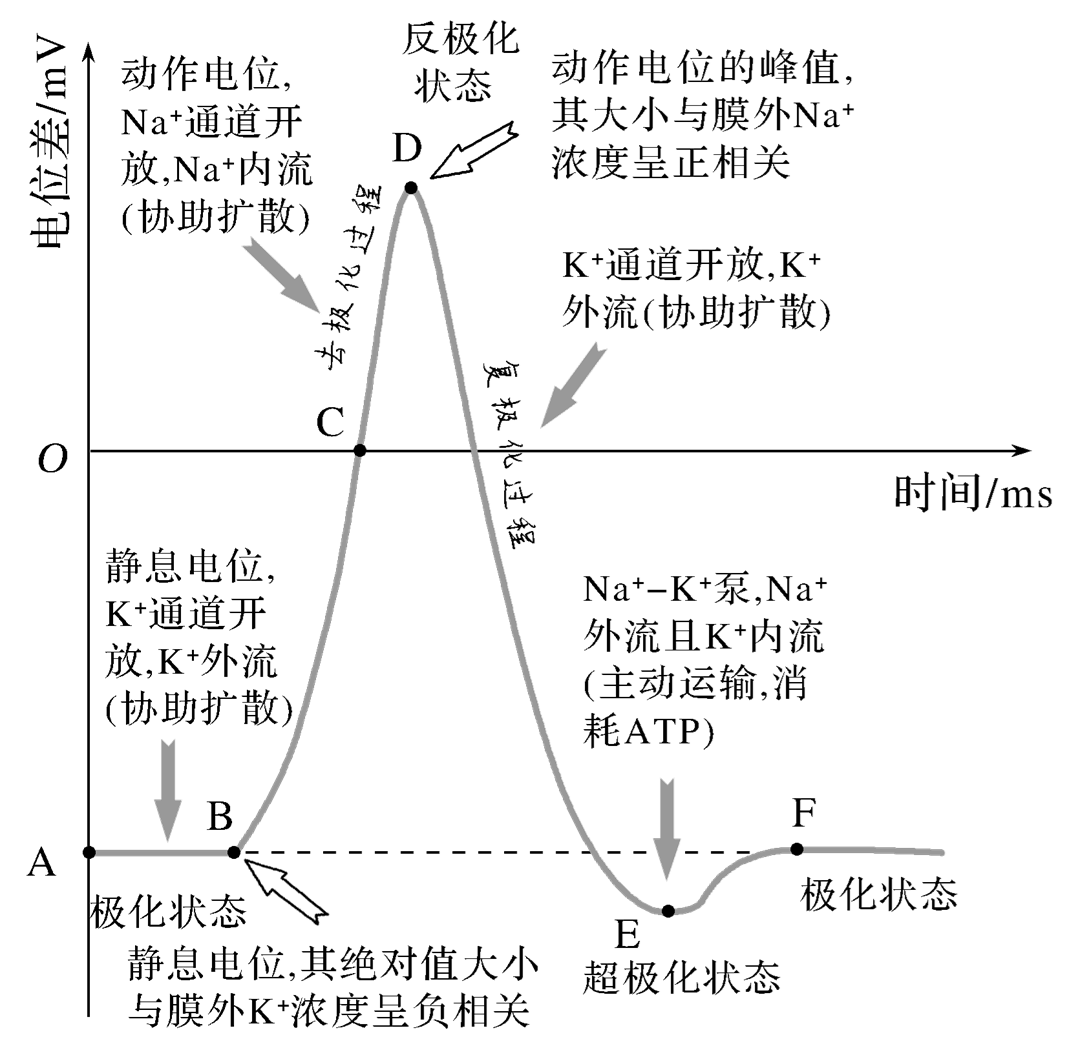 电位差/mV
动作电位,
Na⁺通道开
放,Na⁺内流
(协助扩散)
反极化
状态
D
动作电位的峰值,
其大小与膜外Na⁺
浓度呈正相关
去极化过程
K⁺通道开放,K⁺
外流(协助扩散)
复极化过程
C
O
时间/ms
静息电位,
K⁺通道开
放,K⁺外流
(协助扩散)
Na⁺-K⁺泵,Na⁺
外流且K⁺内流
(主动运输,消
耗ATP)
A
B
极化状态
静息电位,其绝对值大小
与膜外K⁺浓度呈负相关
E
超极化状态
F
极化状态